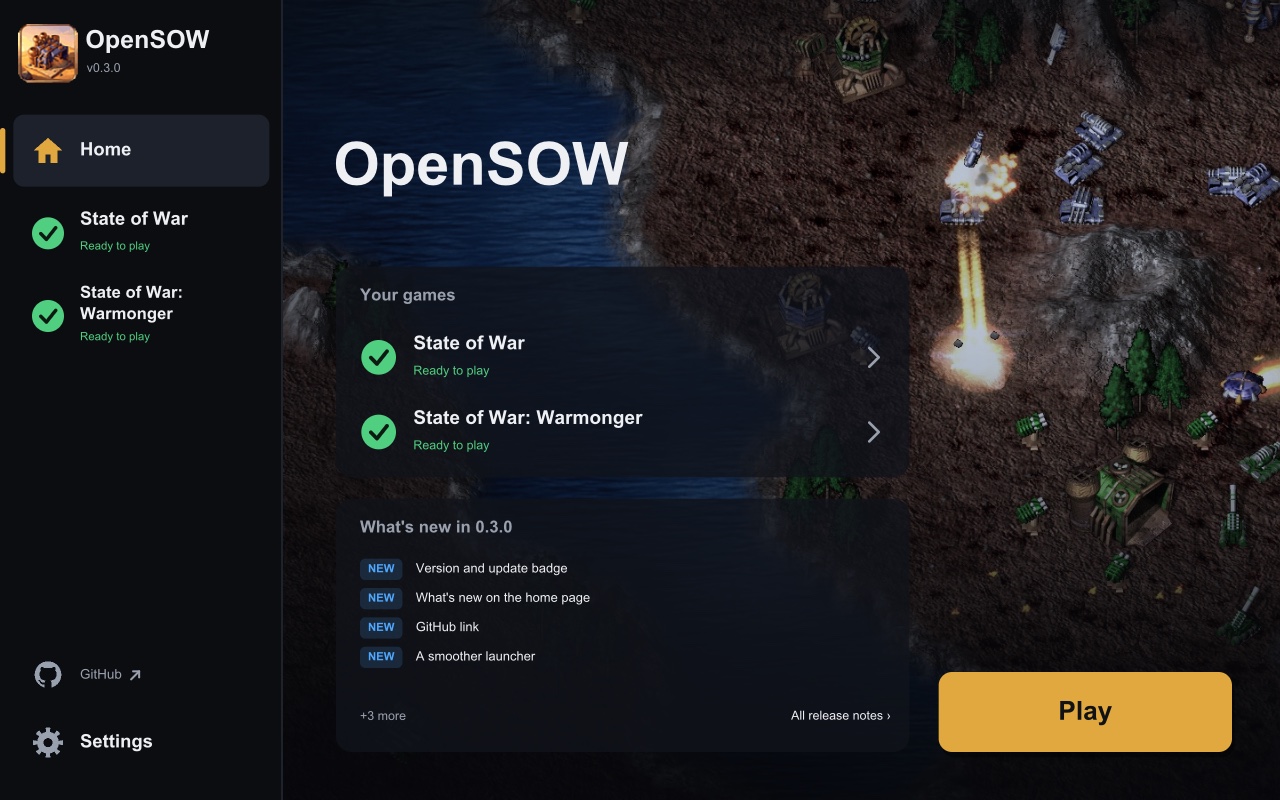 OpenSOW
v0.3.0
Home
State of War
Ready to play
State of War:
Warmonger
Ready to play
GitHub
Settings
OpenSOW
Your games
State of War
Ready to play
State of War: Warmonger
Ready to play
What's new in 0.3.0
NEW Version and update badge
NEW What's new on the home page
NEW GitHub link
NEW A smoother launcher
+3 more
All release notes ›
Play